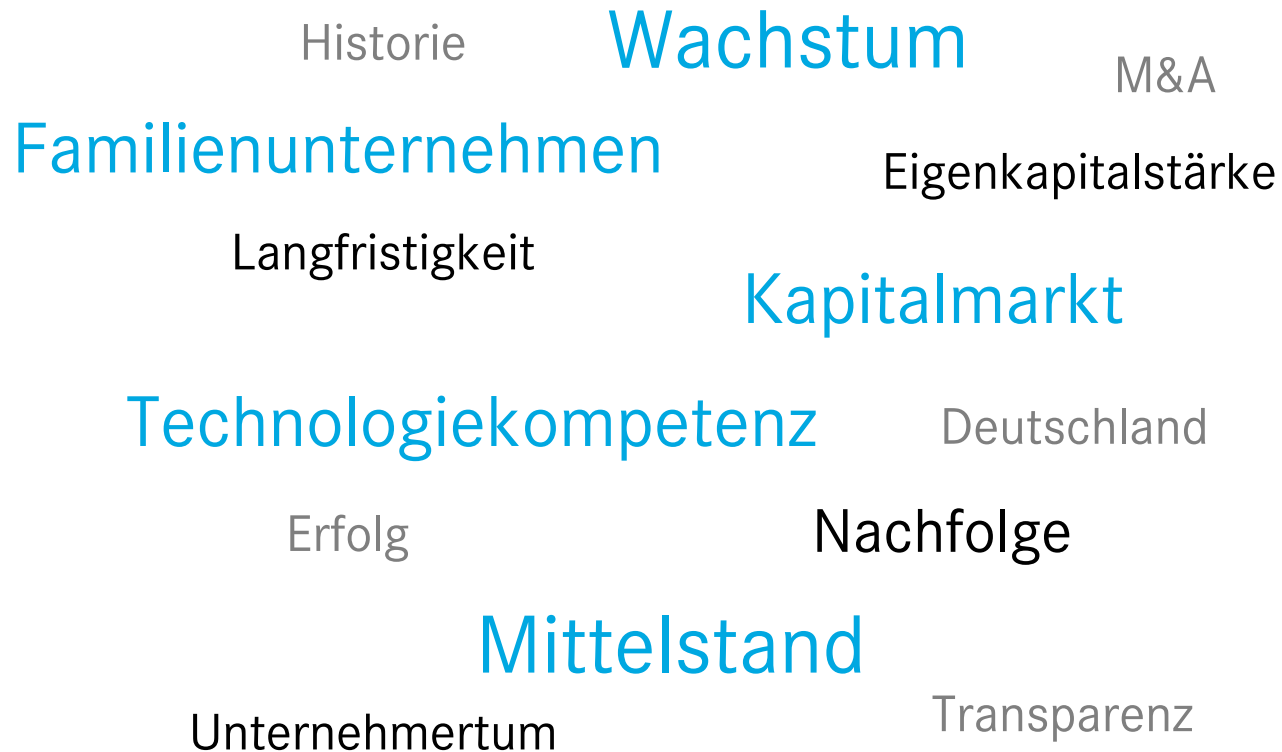 Historie
Wachstum
M&A
Familienunternehmen
Eigenkapitalstärke
Langfristigkeit
Kapitalmarkt
Technologiekompetenz
Deutschland
Erfolg
Nachfolge
Mittelstand
Transparenz
Unternehmertum